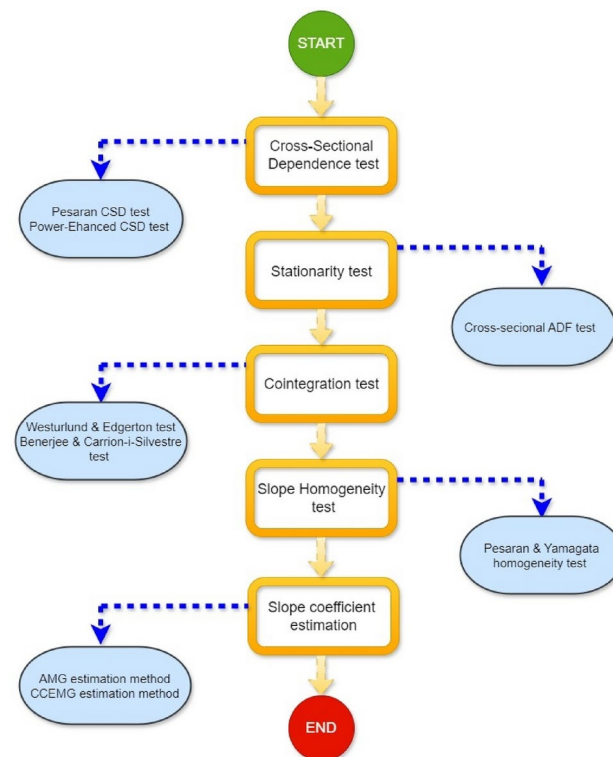 START
Cross-Sectional
Dependence test
Pesaran CSD test
Power-Ehanced CSD test
Stationarity test
Cross-secional ADF test
Cointegration test
Westurlund & Edgerton test
Benerjee & Carrion-i-Silvestre
test
Slope Homogeneity
test
Pesaran & Yamagata
homogeneity test
Slope coefficient
estimation
AMG estimation method
CCEMG estimation method
END